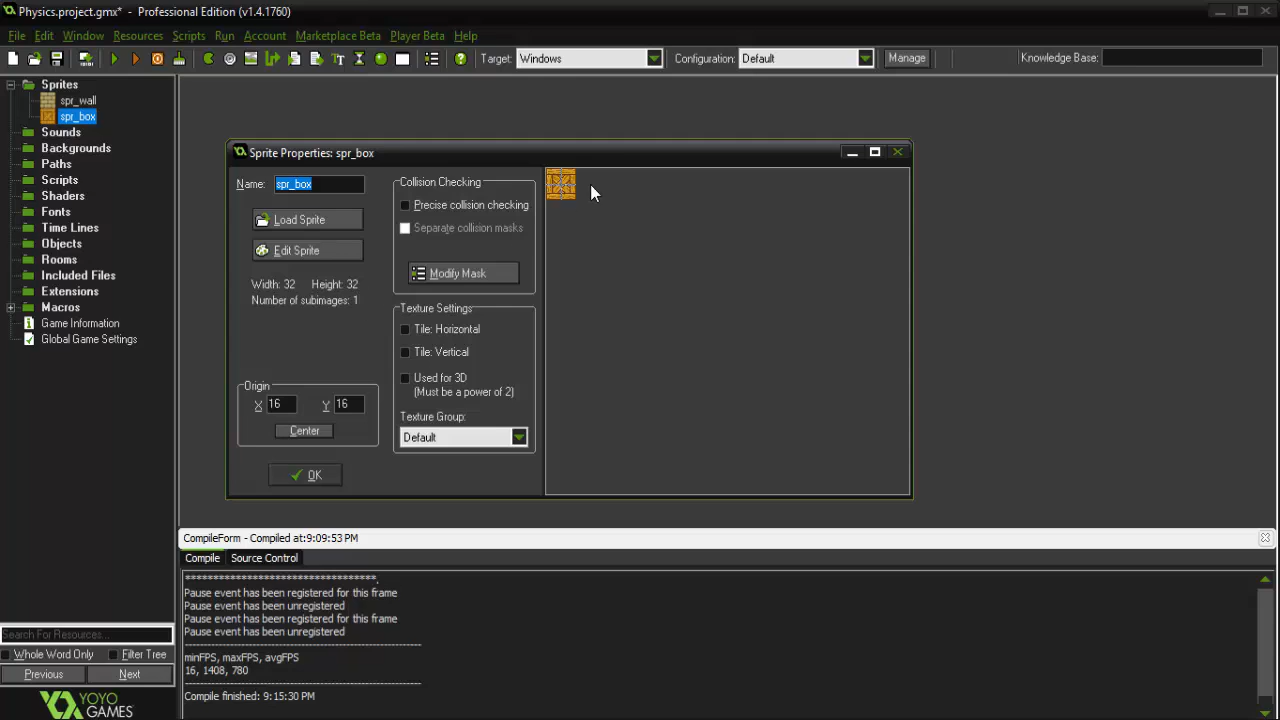 Physics.project.gmx* - Professional Edition (v1.4.1760)
File Edit Window Resources Scripts Run Account Marketplace Beta Player Beta Help
Target: Windows Configuration: Default Manage Knowledge Base:
Sprites
spr_wall
spr_box
Sounds
Backgrounds
Paths
Scripts
Shaders
Fonts
Time Lines
Objects
Rooms
Included Files
Extensions
Macros
Game Information
Global Game Settings
Search For Resources...
Whole Word Only Filter Tree
Previous Next
YOYO
GAMES
Sprite Properties: spr_box
Name: spr_box
Load Sprite
Edit Sprite
Width: 32 Height: 32
Number of subimages: 1
Origin
X 16 Y 16
Center
OK
Collision Checking
Precise collision checking
Separate collision masks
Modify Mask
Texture Settings
Tile: Horizontal
Tile: Vertical
Used for 3D
(Must be a power of 2)
Texture Group:
Default
CompileForm - Compiled at:9:09:53 PM
Compile Source Control
***********************************.
Pause event has been registered for this frame
Pause event has been unregistered
Pause event has been registered for this frame
Pause event has been unregistered
-------------------------------------------------------------------
minFPS, maxFPS, avgFPS
16, 1408, 780
-------------------------------------------------------------------
Compile finished: 9:15:30 PM